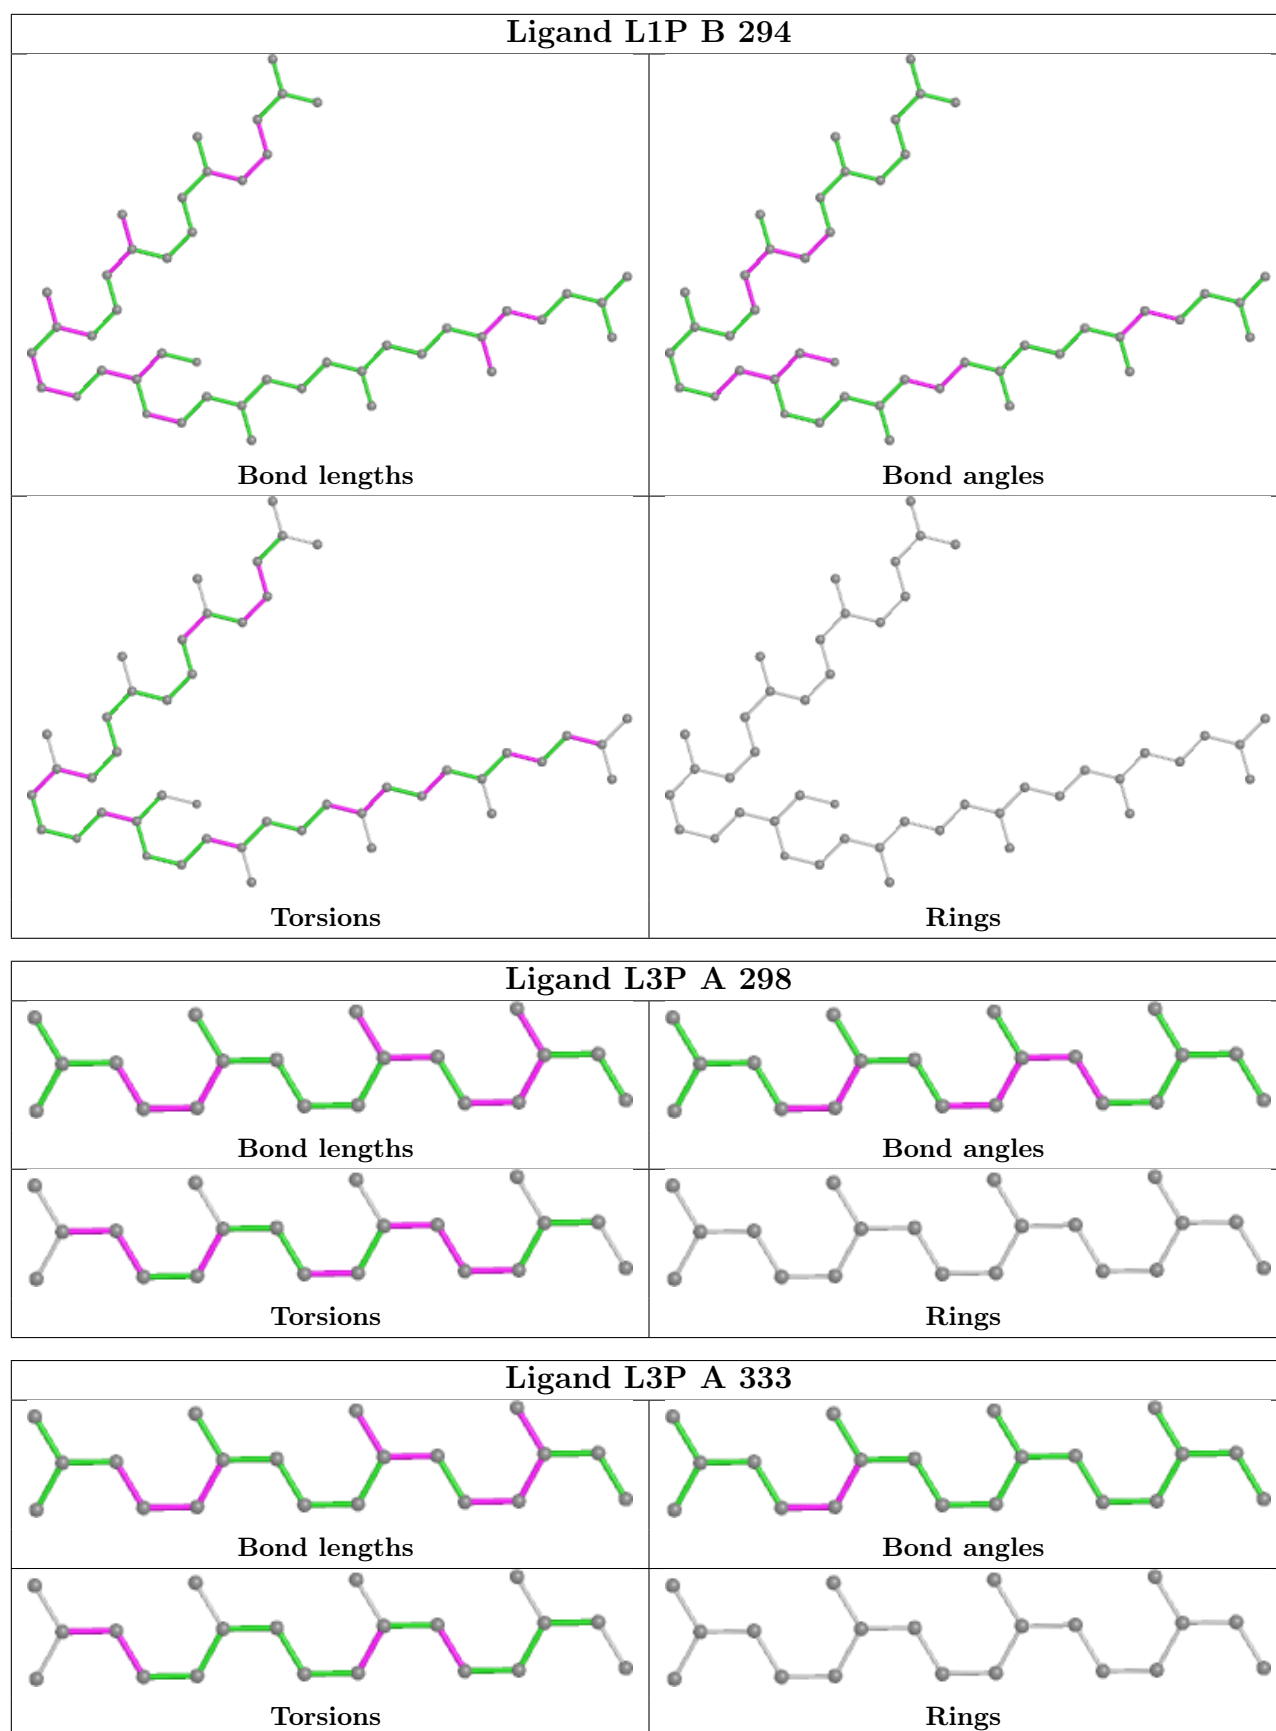 Ligand L1P B 294
Bond lengths
Bond angles
Torsions
Rings
Ligand L3P A 298
Bond lengths
Bond angles
Torsions
Rings
Ligand L3P A 333
Bond lengths
Bond angles
Torsions
Rings